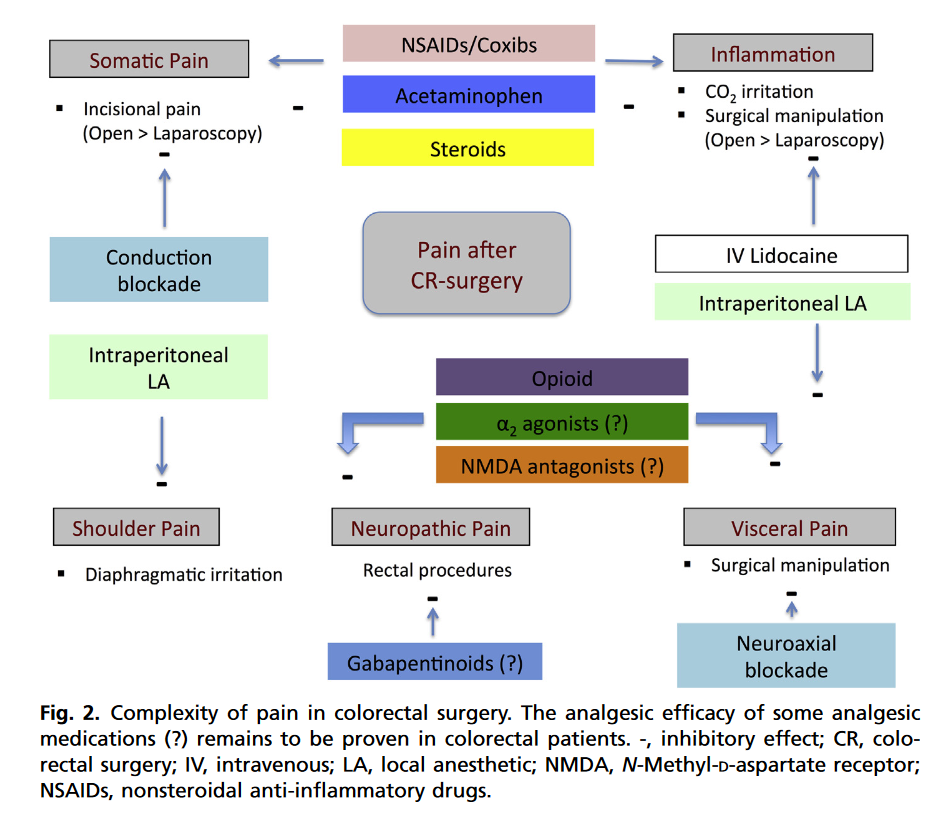 NSAIDs/Coxibs
Somatic Pain
Inflammation
Acetaminophen
▪ Incisional pain
(Open > Laparoscopy)
-
-
▪ CO₂ irritation
▪ Surgical manipulation
(Open > Laparoscopy)
Steroids
-
-
Conduction
blockade
Pain after
CR-surgery
IV Lidocaine
Intraperitoneal LA
Intraperitoneal
LA
Opioid
α₂ agonists (?)
NMDA antagonists (?)
-
-
-
-
Shoulder Pain
▪ Diaphragmatic irritation
Neuropathic Pain
Rectal procedures
-
Gabapentinoids (?)
Visceral Pain
▪ Surgical manipulation
-
Neuroaxial
blockade
Fig. 2. Complexity of pain in colorectal surgery. The analgesic efficacy of some analgesic
medications (?) remains to be proven in colorectal patients. -, inhibitory effect; CR, colo-
rectal surgery; IV, intravenous; LA, local anesthetic; NMDA, N-Methyl-D-aspartate receptor;
NSAIDs, nonsteroidal anti-inflammatory drugs.